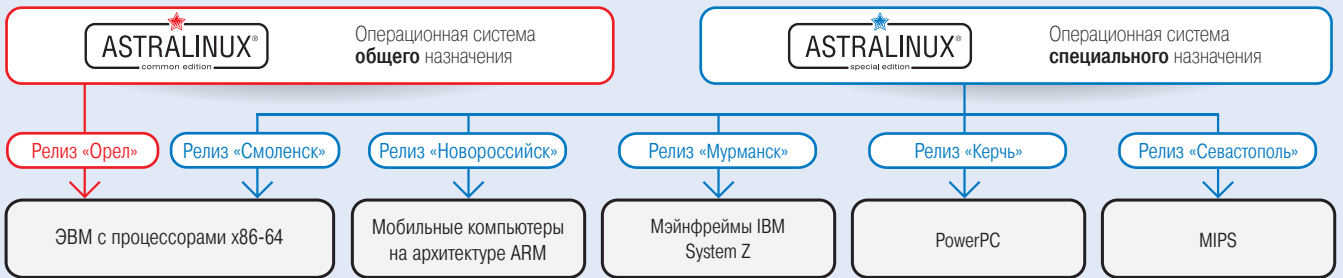 ASTRALINUX®
common edition
Операционная система
общего назначения
ASTRALINUX®
special edition
Операционная система
специального назначения
Релиз «Орел»
Релиз «Смоленск»
Релиз «Новороссийск»
Релиз «Мурманск»
Релиз «Керчь»
Релиз «Севастополь»
ЭВМ с процессорами x86-64
Мобильные компьютеры
на архитектуре ARM
Мэйнфреймы IBM
System Z
PowerPC
MIPS